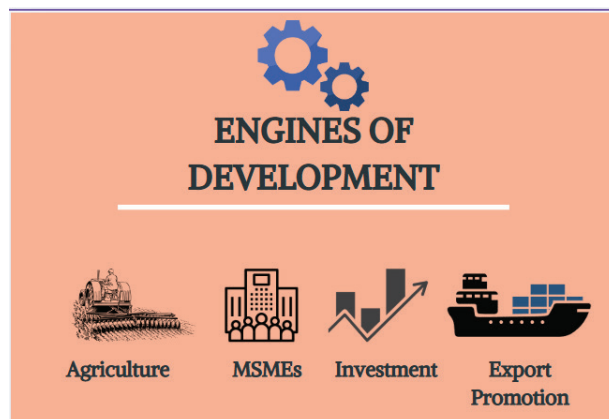 ENGINES OF
DEVELOPMENT
Agriculture
MSMEs
Investment
Export
Promotion